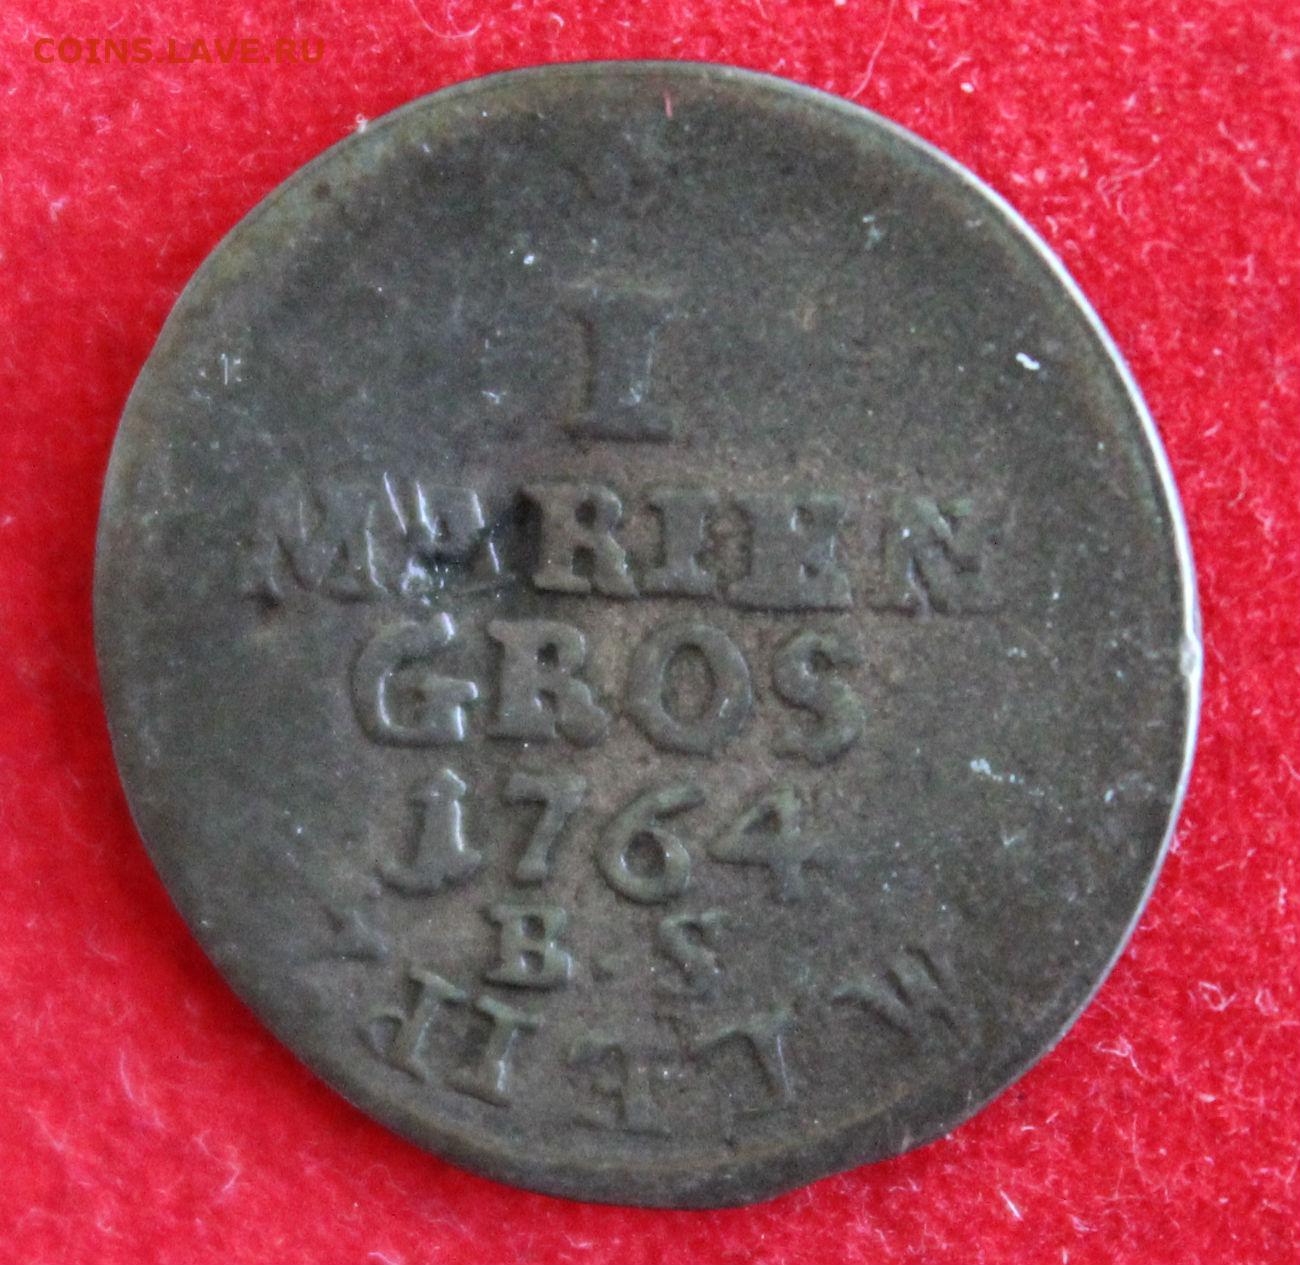 COINS.LAVE.RU
I
MARIEN
GROS
1764
I.B.S